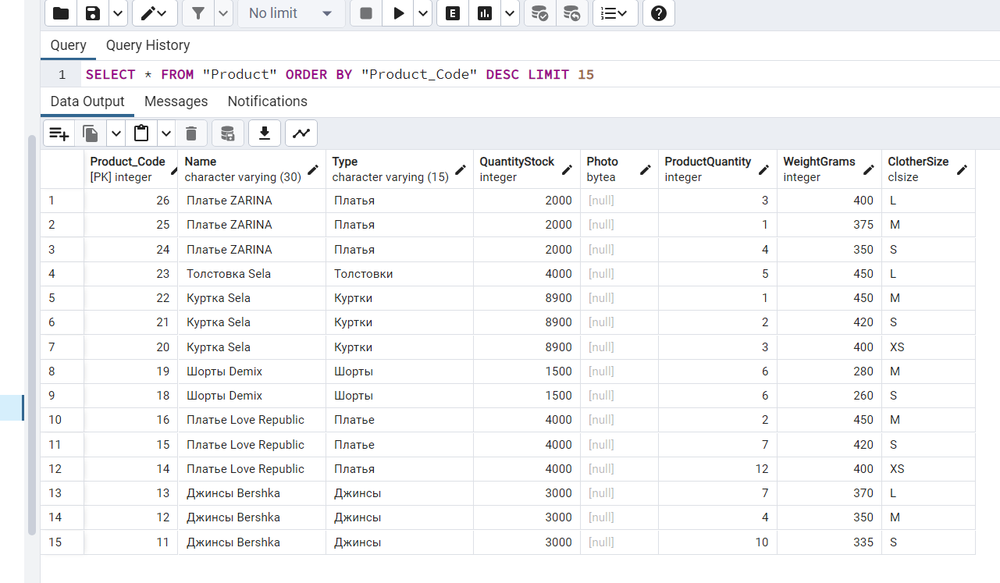 No limit
E
Query Query History
1 SELECT * FROM "Product" ORDER BY "Product_Code" DESC LIMIT 15
Data Output Messages Notifications
Product_Code Name Type QuantityStock Photo ProductQuantity WeightGrams ClotherSize
[PK] integer character varying (30) character varying (15) integer bytea integer integer clsize
1 26 Платье ZARINA Платья 2000 [null] 3 400 L
2 25 Платье ZARINA Платья 2000 [null] 1 375 M
3 24 Платье ZARINA Платья 2000 [null] 4 350 S
4 23 Толстовка Sela Толстовки 4000 [null] 5 450 L
5 22 Куртка Sela Куртки 8900 [null] 1 450 M
6 21 Куртка Sela Куртки 8900 [null] 2 420 S
7 20 Куртка Sela Куртки 8900 [null] 3 400 XS
8 19 Шорты Demix Шорты 1500 [null] 6 280 M
9 18 Шорты Demix Шорты 1500 [null] 6 260 S
10 16 Платье Love Republic Платье 4000 [null] 2 450 M
11 15 Платье Love Republic Платье 4000 [null] 7 420 S
12 14 Платье Love Republic Платья 4000 [null] 12 400 XS
13 13 Джинсы Bershka Джинсы 3000 [null] 7 370 L
14 12 Джинсы Bershka Джинсы 3000 [null] 4 350 M
15 11 Джинсы Bershka Джинсы 3000 [null] 10 335 S